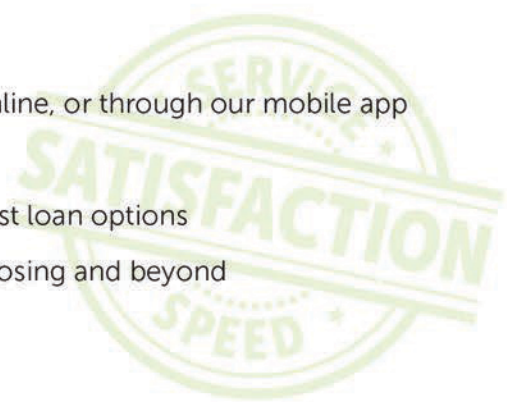 SERVICE
nline, or through our mobile app
SATISFACTION
st loan options
osing and beyond
SPEED